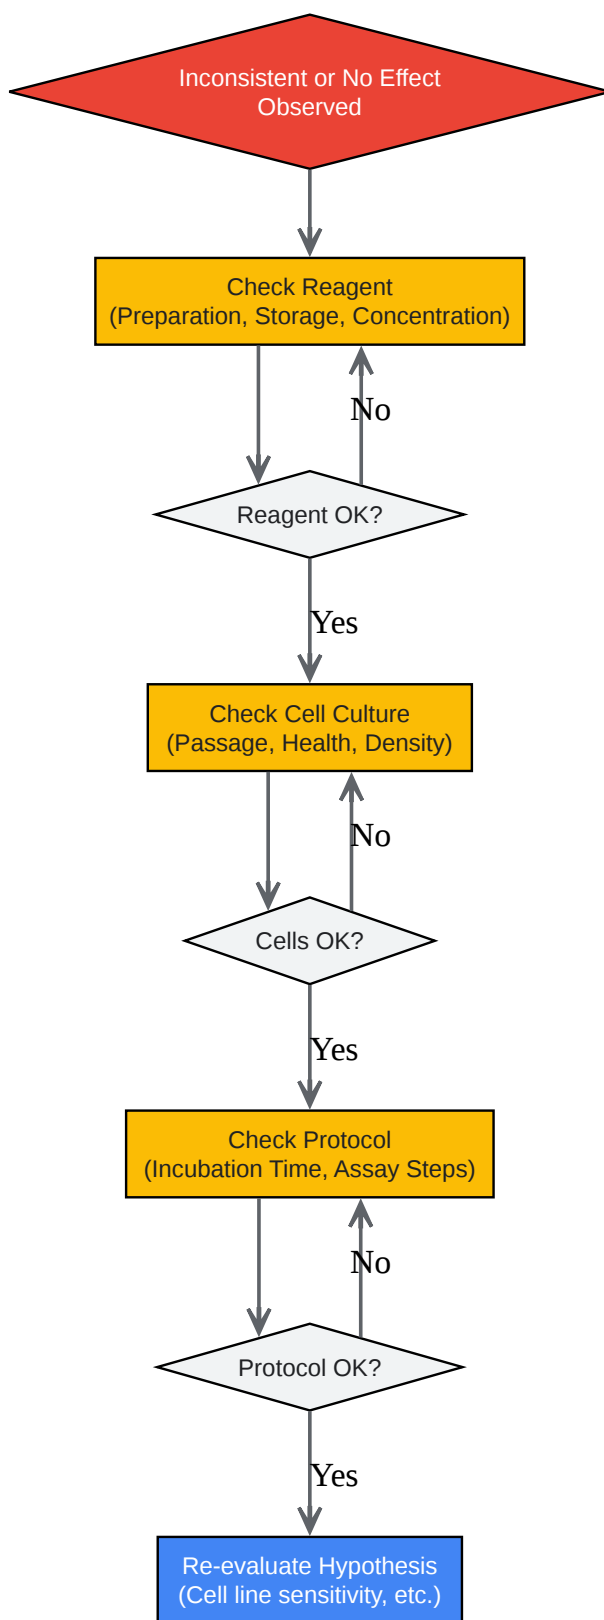 Inconsistent or No Effect
Observed
Check Reagent
(Preparation, Storage, Concentration)
No
Reagent OK?
Yes
Check Cell Culture
(Passage, Health, Density)
No
Cells OK?
Yes
Check Protocol
(Incubation Time, Assay Steps)
No
Protocol OK?
Yes
Re-evaluate Hypothesis
(Cell line sensitivity, etc.)